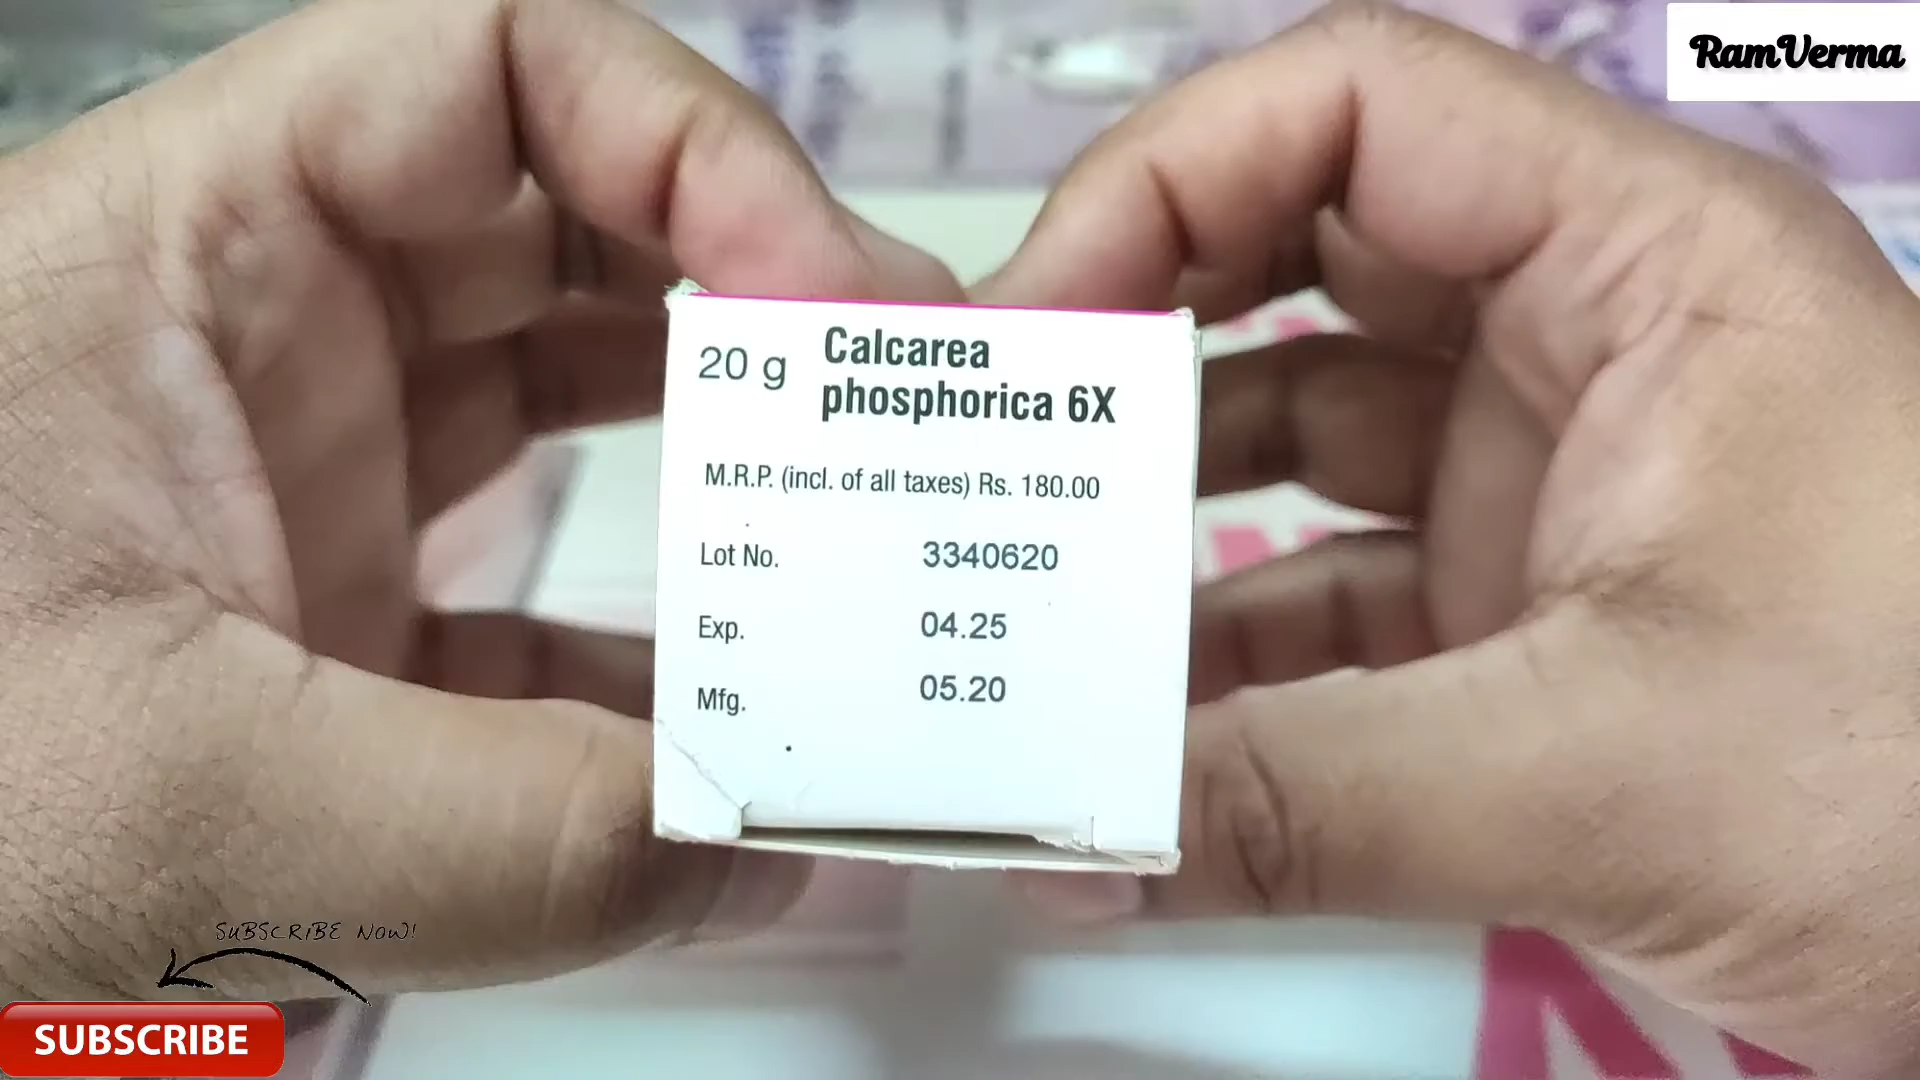 RamVerma
20 g
Calcarea
phosphorica 6X
M.R.P. (incl. of all taxes) Rs. 180.00
Lot No. 3340620
Exp. 04.25
Mfg. 05.20
SUBSCRIBE NOW!
SUBSCRIBE